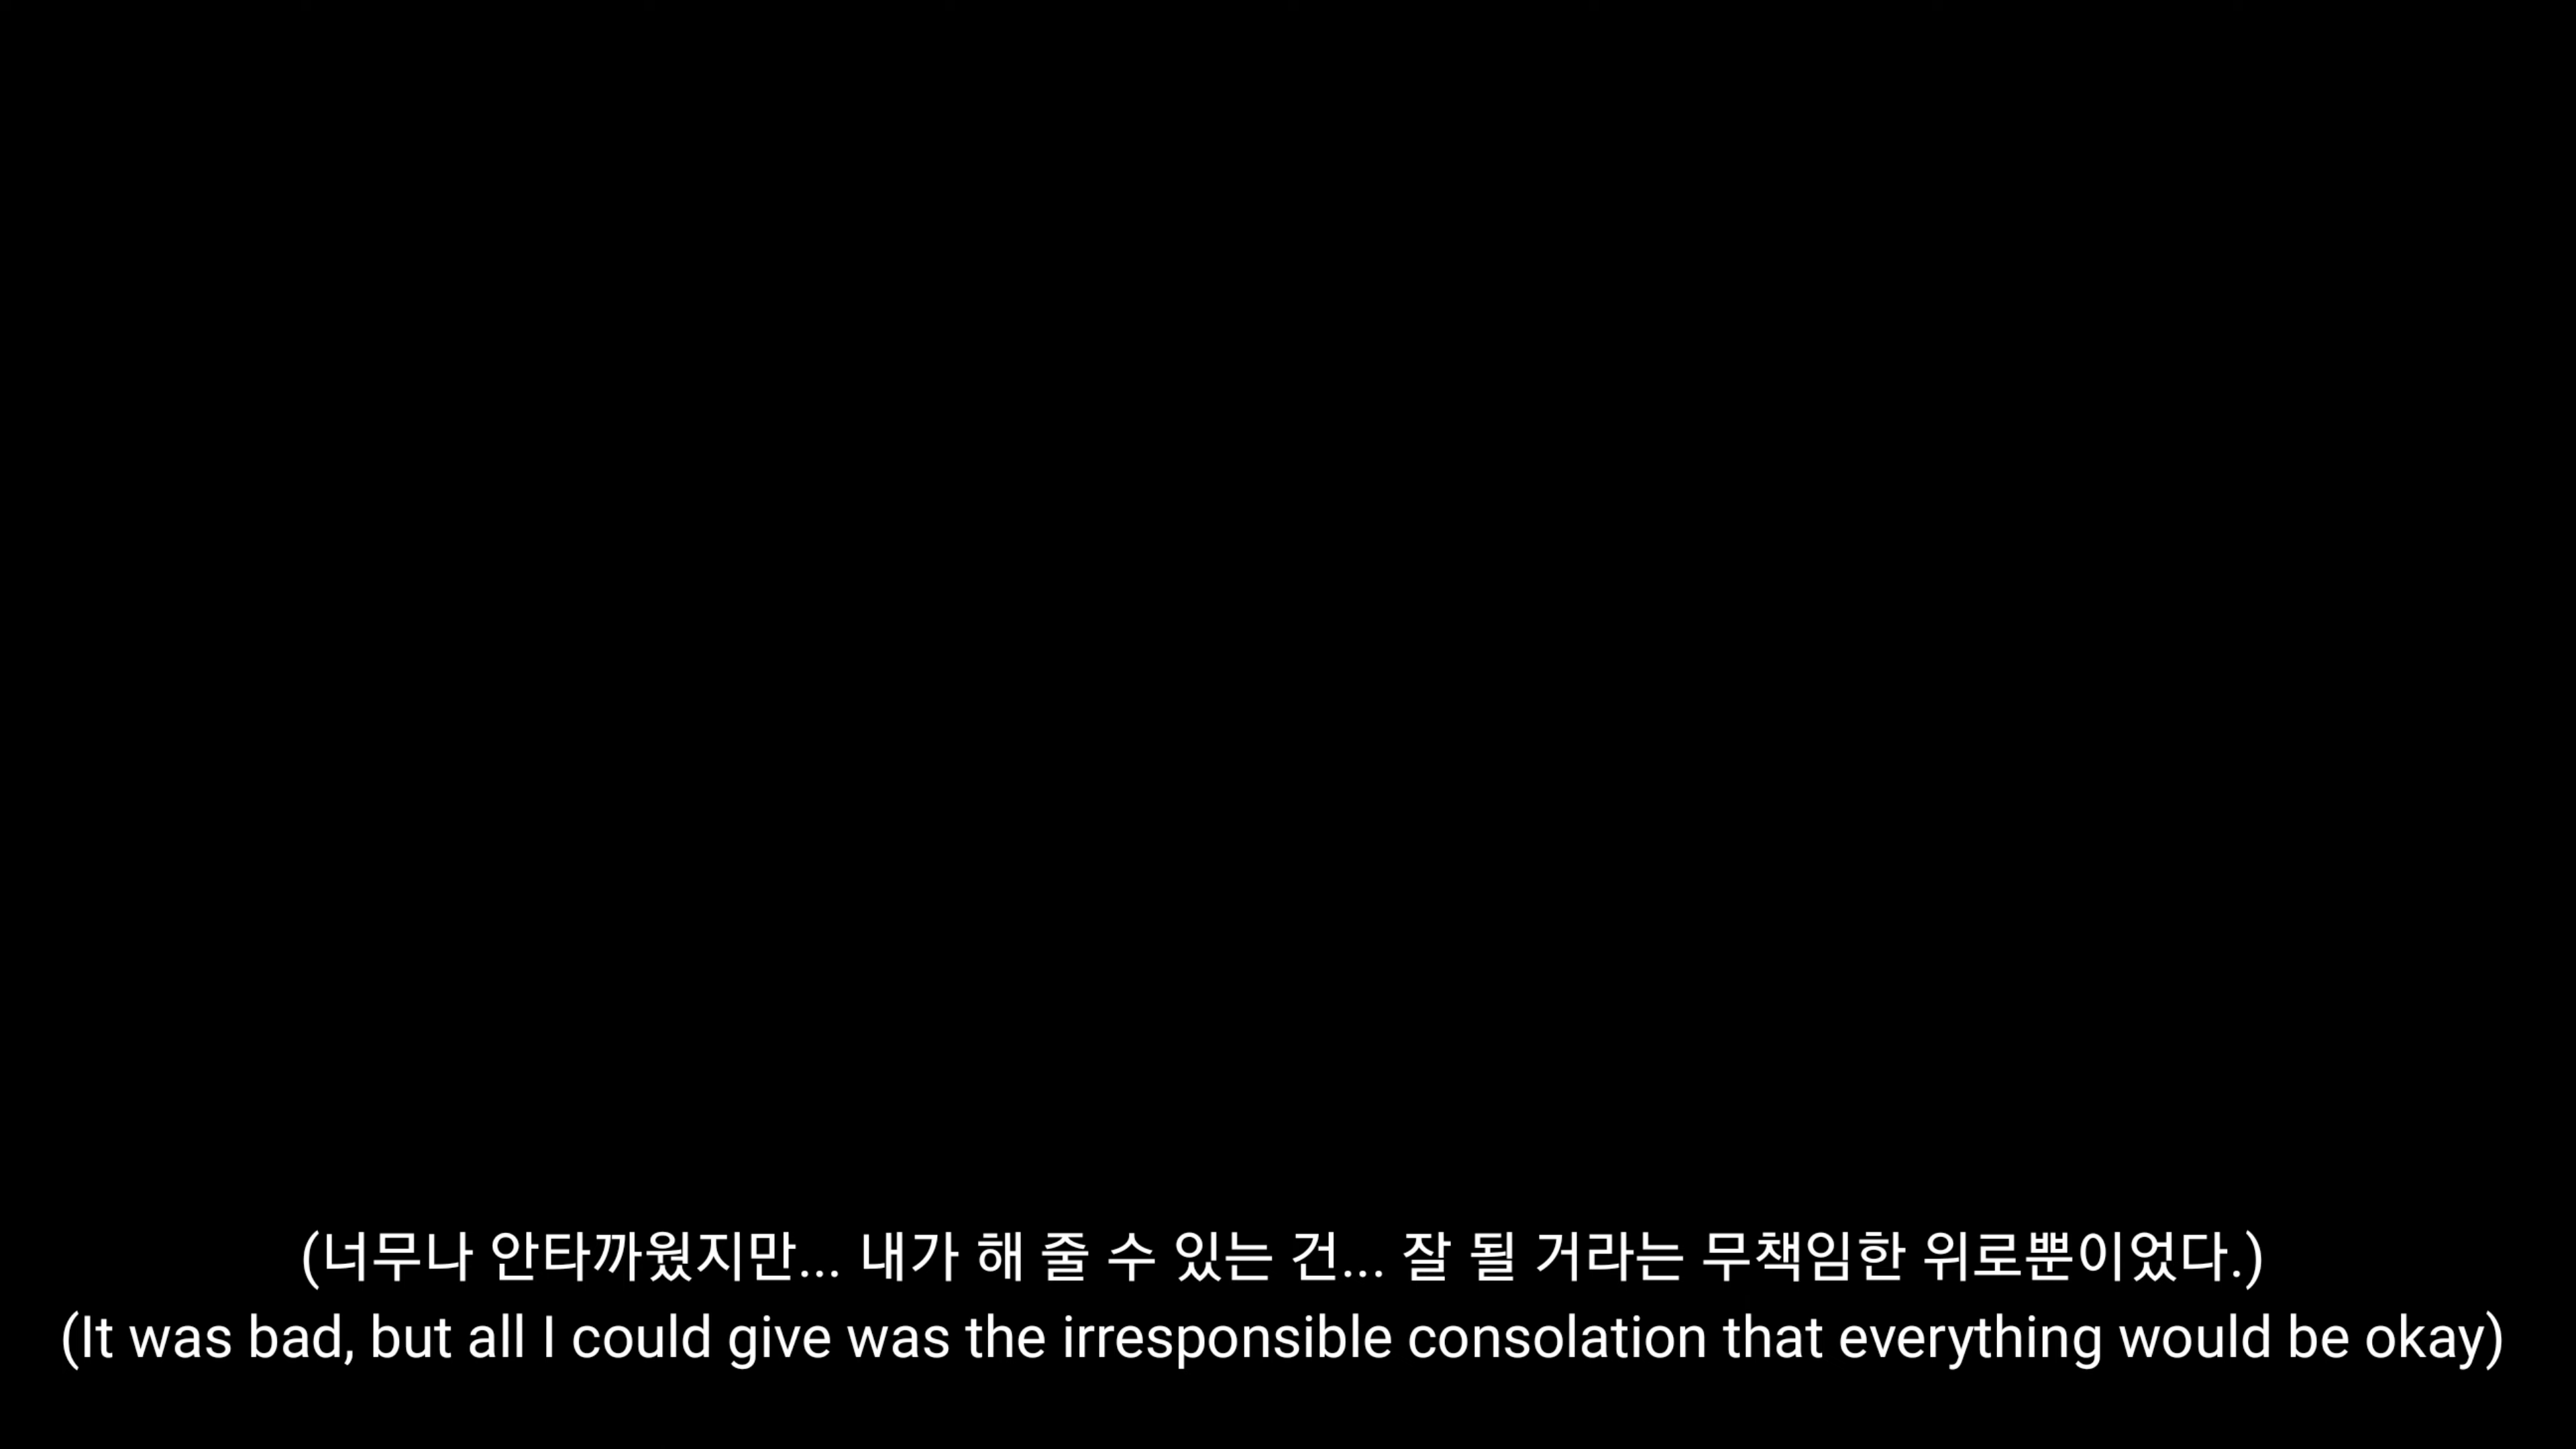 (너무나 안타까웠지만... 내가 해 줄 수 있는 건... 잘 될 거라는 무책임한 위로뿐이었다.)
(It was bad, but all I could give was the irresponsible consolation that everything would be okay)